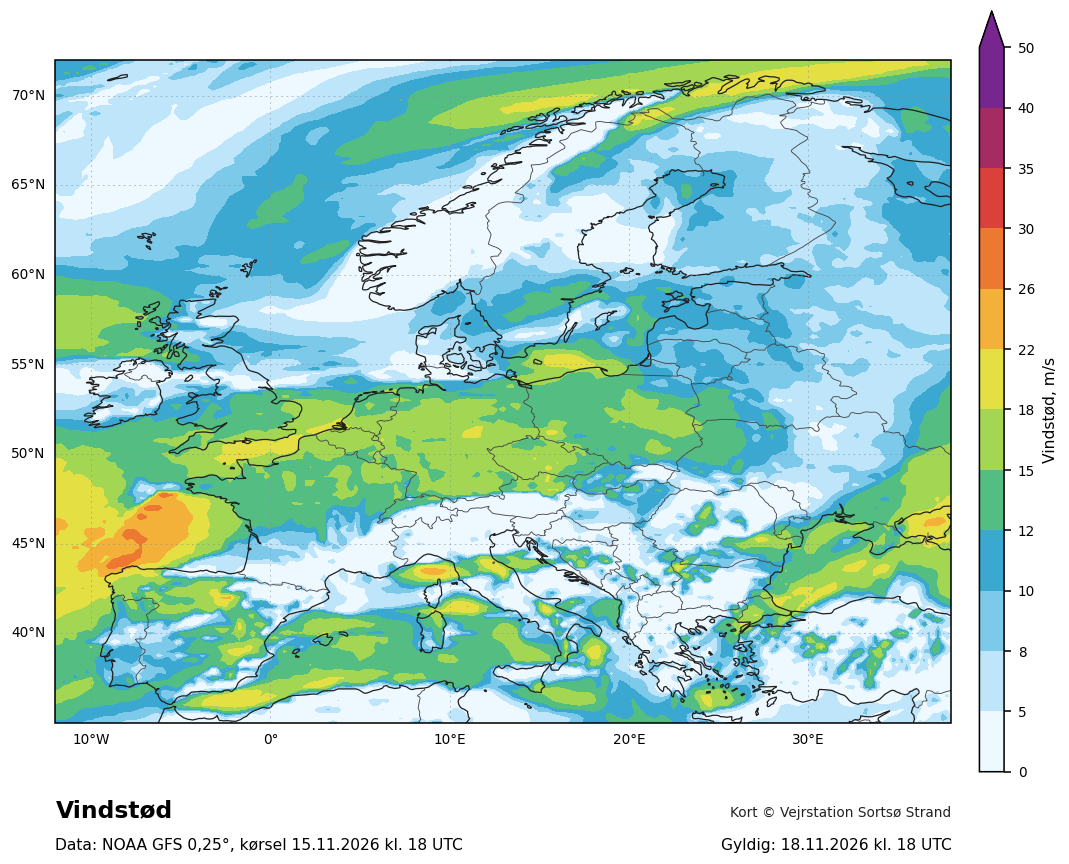 70°N
65°N
60°N
55°N
50°N
45°N
40°N
10°W
0°
10°E
20°E
30°E
50
40
35
30
26
22
18
15
12
10
8
5
0
Vindstød, m/s
Vindstød
Kort © Vejrstation Sortsø Strand
Data: NOAA GFS 0,25°, kørsel 15.11.2026 kl. 18 UTC
Gyldig: 18.11.2026 kl. 18 UTC